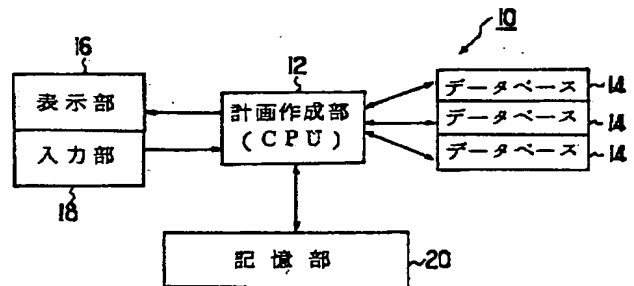 10
16
12
表示部
計画作成部
(CPU)
データベース
14
データベース
14
データベース
14
入力部
18
記憶部
20